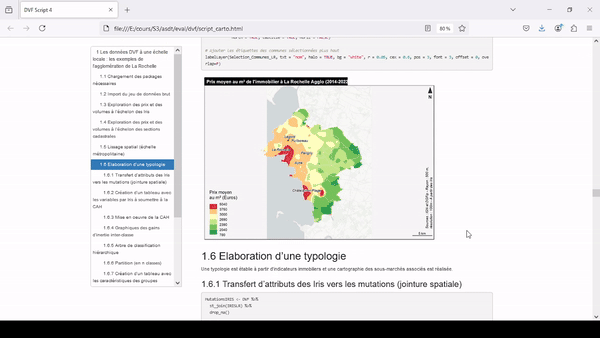 DVF Script 4
file:///E:/cours/S3/asdt/eval/dvf/script_carto.html
80 %
1 Les données DVF à une échelle
locale : les exemples de
l'agglomération de La Rochelle
1.1 Chargement des packages
nécessaires
1.2 Import du jeu de données brut
1.3 Exploration des prix et des
volumes à l'échelon des Iris
1.4 Exploration des prix et des
volumes à l'échelon des sections
cadastrales
1.5 Lissage spatial (échelle
métropolitaine)
1.6 Elaboration d'une typologie
1.6.1 Transfert d'attributs des Iris
vers les mutations (jointure spatiale)
1.6.2 Création d'un tableau avec
les variables par Iris à soumettre à la
CAH
1.6.3 Mise en oeuvre de la CAH
1.6.4 Graphiques des gains
d'inertie inter-classe
1.6.5 Arbre de classification
hiérarchique
1.6.6 Partition (en n classes)
1.6.7 Création d'un tableau avec
les caractéristiques des groupes
# Ajouter les étiquettes des communes sélectionnées plus haut
labelLayer(Selection_Communes_LR, txt = "nom", halo = TRUE, bg = "white", r = 0.06, cex = 0.6, pos = 3, font = 3, offset = 0, ove
rlap=F)
Prix moyen au m² de l'immobilier à La Rochelle Agglo (2014-2022
N
Lagord
Puilboreau
Périgny
Aytré
Prix moyen
au m² (Euros)
5 km
1.6 Elaboration d'une typologie
Une typologie est établie à partir d'indicateurs immobiliers et une cartographie des sous-marchés associés est réalisée
1.6.1 Transfert d'attributs des Iris vers les mutations (jointure spatiale)
st_join(IRISLR) %>%
drop_na()